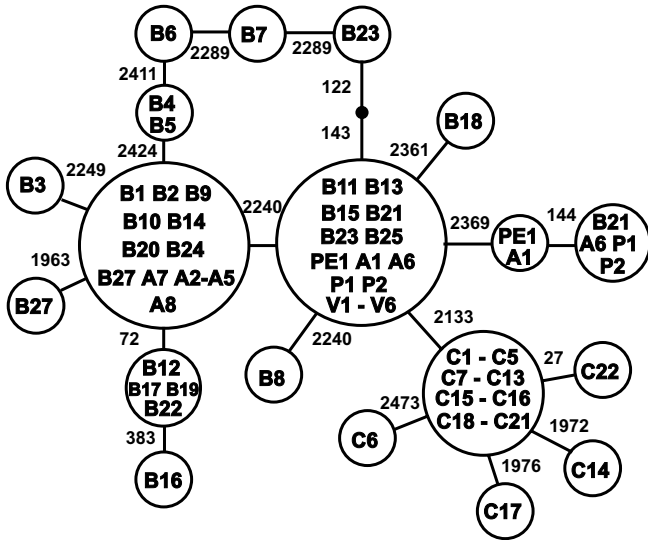 B6
B7
B23
2289
2289
2411
122
B4
B5
143
B18
2424
2361
B3
2249
B1 B2 B9
B10 B14
B20 B24
B27 A7 A2-A5
A8
2240
B11 B13
B15 B21
B23 B25
PE1 A1 A6
P1 P2
V1 - V6
2369
PE1
A1
144
B21
A6 P1
P2
1963
B27
72
2240
2133
B12
B17 B19
B22
B8
C1 - C5
C7 - C13
C15 - C16
C18 - C21
27
C22
383
2473
C6
1972
C14
B16
1976
C17